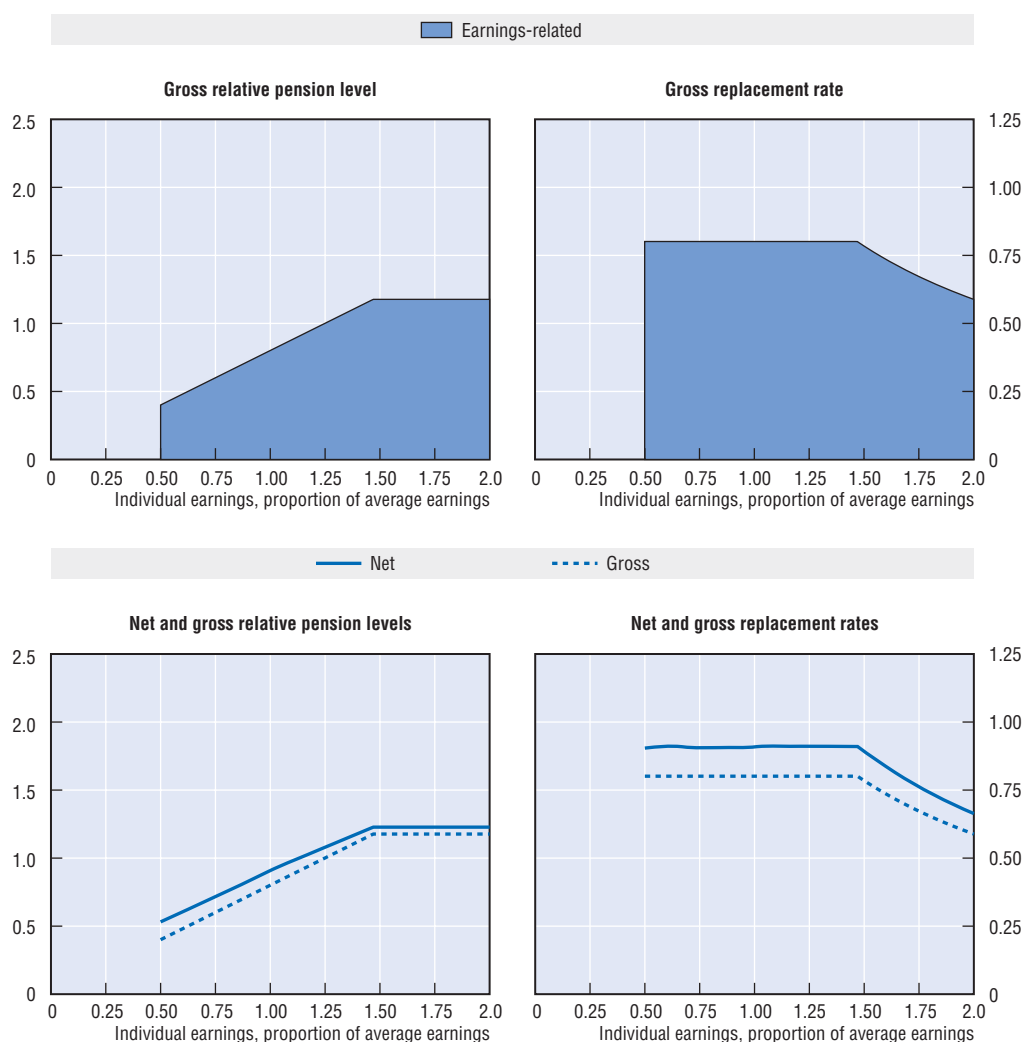 Earnings-related
Gross relative pension level
2.5
2.0
1.5
1.0
0.5
0
0 0.25 0.50 0.75 1.00 1.25 1.50 1.75 2.0
Individual earnings, proportion of average earnings
Gross replacement rate
1.25
1.00
0.75
0.50
0.25
0
0 0.25 0.50 0.75 1.00 1.25 1.50 1.75 2.0
Individual earnings, proportion of average earnings
Net Gross
Net and gross relative pension levels
2.5
2.0
1.5
1.0
0.5
0
0 0.25 0.50 0.75 1.00 1.25 1.50 1.75 2.0
Individual earnings, proportion of average earnings
Net and gross replacement rates
1.25
1.00
0.75
0.50
0.25
0
0 0.25 0.50 0.75 1.00 1.25 1.50 1.75 2.0
Individual earnings, proportion of average earnings